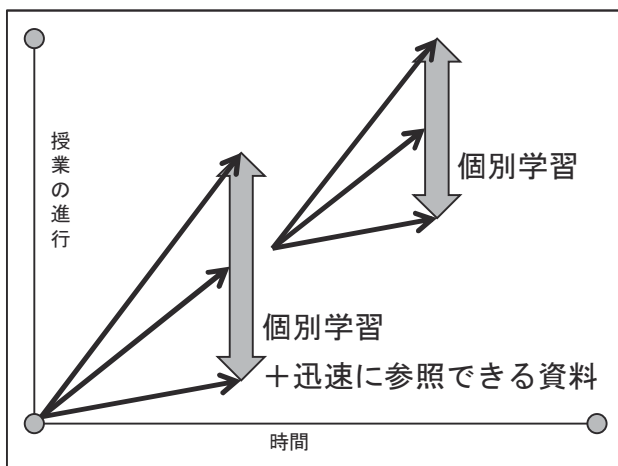 授業の進行
個別学習
個別学習
＋迅速に参照できる資料
時間